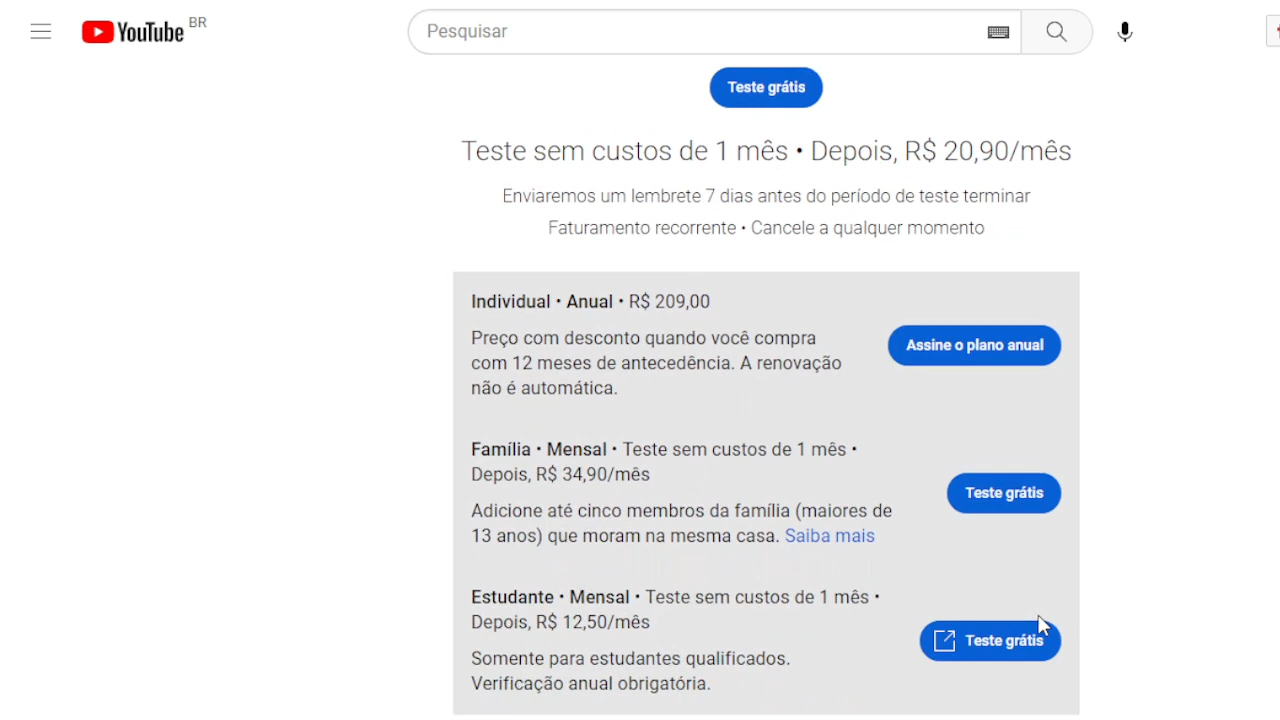 YouTube BR
Pesquisar
Teste grátis
Teste sem custos de 1 mês • Depois, R$ 20,90/mês
Enviaremos um lembrete 7 dias antes do período de teste terminar
Faturamento recorrente • Cancele a qualquer momento
Individual • Anual • R$ 209,00
Preço com desconto quando você compra
com 12 meses de antecedência. A renovação
não é automática.
Assine o plano anual
Família • Mensal • Teste sem custos de 1 mês •
Depois, R$ 34,90/mês
Adicione até cinco membros da família (maiores de
13 anos) que moram na mesma casa. Saiba mais
Teste grátis
Estudante • Mensal • Teste sem custos de 1 mês •
Depois, R$ 12,50/mês
Somente para estudantes qualificados.
Verificação anual obrigatória.
Teste grátis